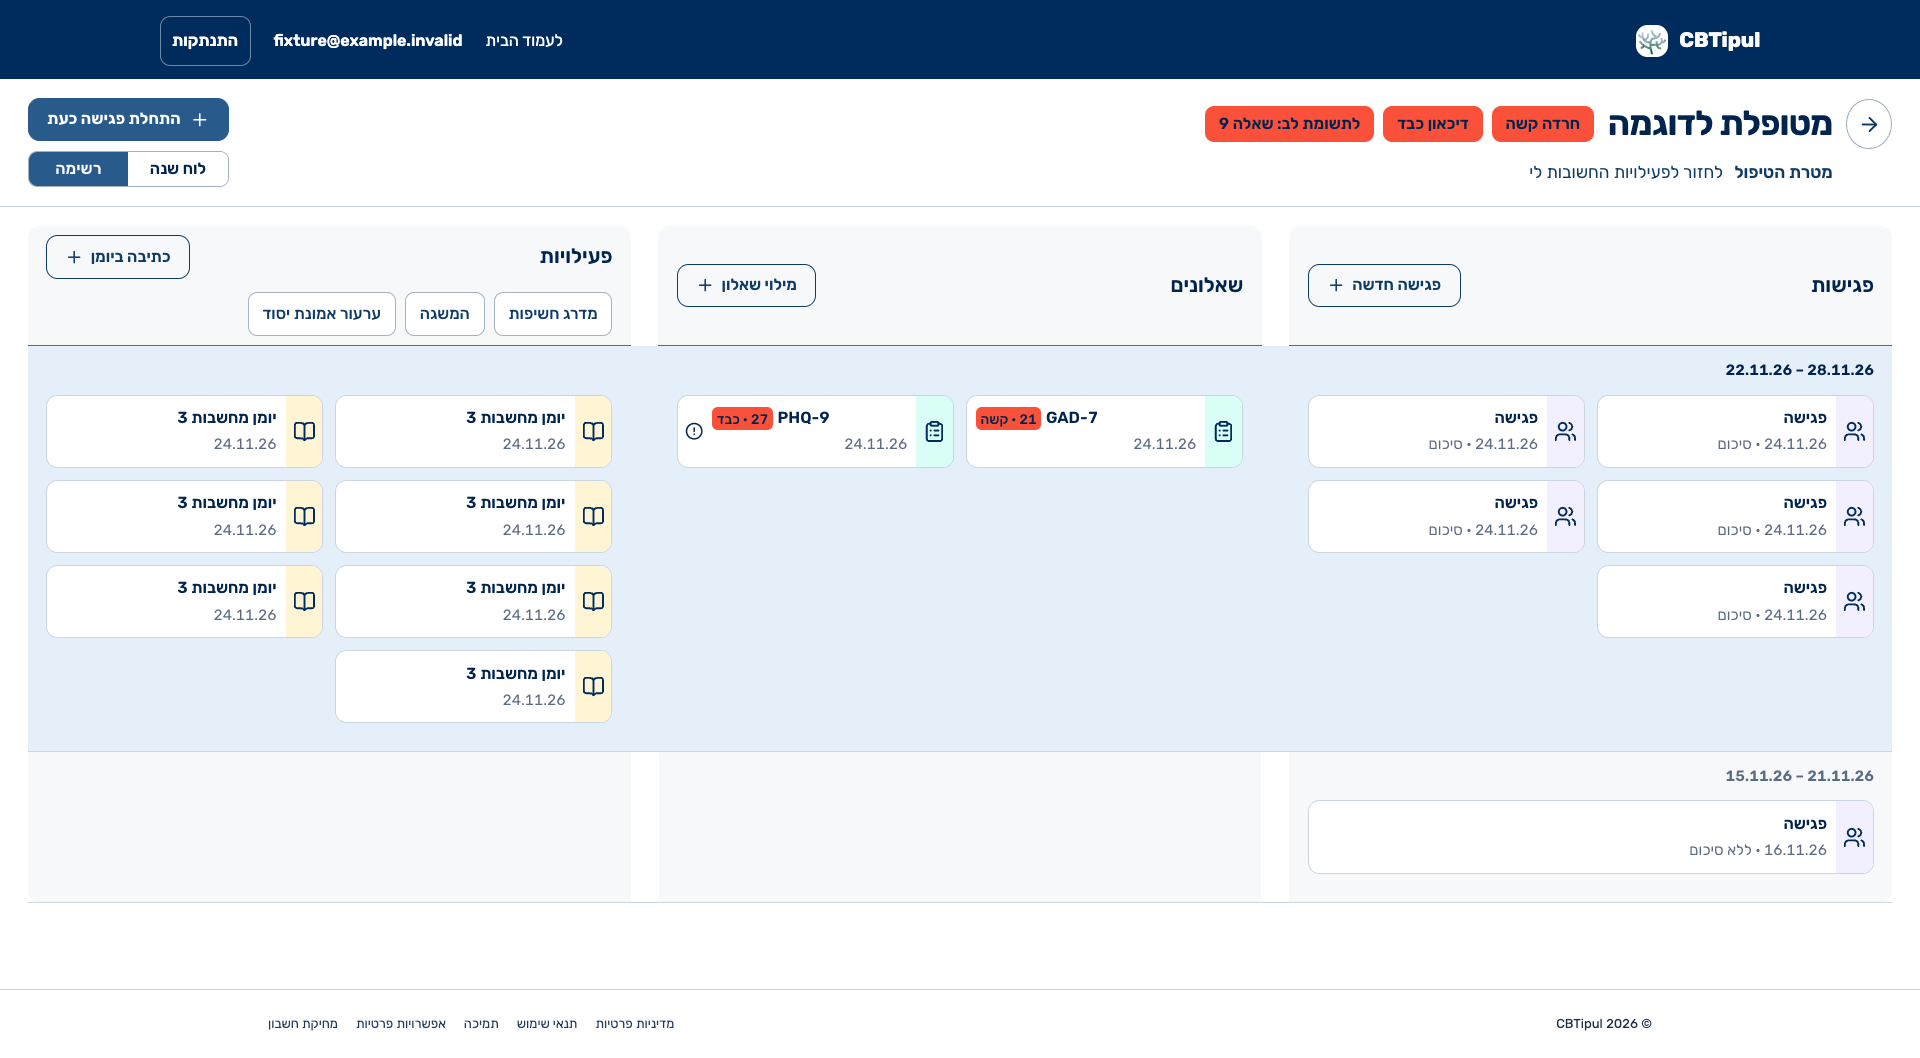 CBTipul
לעמוד הבית
fixture@example.invalid
התנתקות
מטופלת לדוגמה
חרדה קשה
דיכאון כבד
לתשומת לב: שאלה 9
מטרת הטיפול לחזור לפעילויות החשובות לי
התחלת פגישה כעת
לוח שנה
רשימה
פגישות
פגישה חדשה
שאלונים
מילוי שאלון
פעילויות
כתיבה ביומן
מדרג חשיפות
המשגה
ערעור אמונת יסוד
22.11.26 – 28.11.26
פגישה
24.11.26 • סיכום
פגישה
24.11.26 • סיכום
פגישה
24.11.26 • סיכום
פגישה
24.11.26 • סיכום
פגישה
24.11.26 • סיכום
GAD-7
21 • קשה
24.11.26
PHQ-9
27 • כבד
24.11.26
יומן מחשבות 3
24.11.26
יומן מחשבות 3
24.11.26
יומן מחשבות 3
24.11.26
יומן מחשבות 3
24.11.26
יומן מחשבות 3
24.11.26
יומן מחשבות 3
24.11.26
יומן מחשבות 3
24.11.26
15.11.26 – 21.11.26
פגישה
16.11.26 • ללא סיכום
© 2026 CBTipul
מדיניות פרטיות
תנאי שימוש
תמיכה
אפשרויות פרטיות
מחיקת חשבון